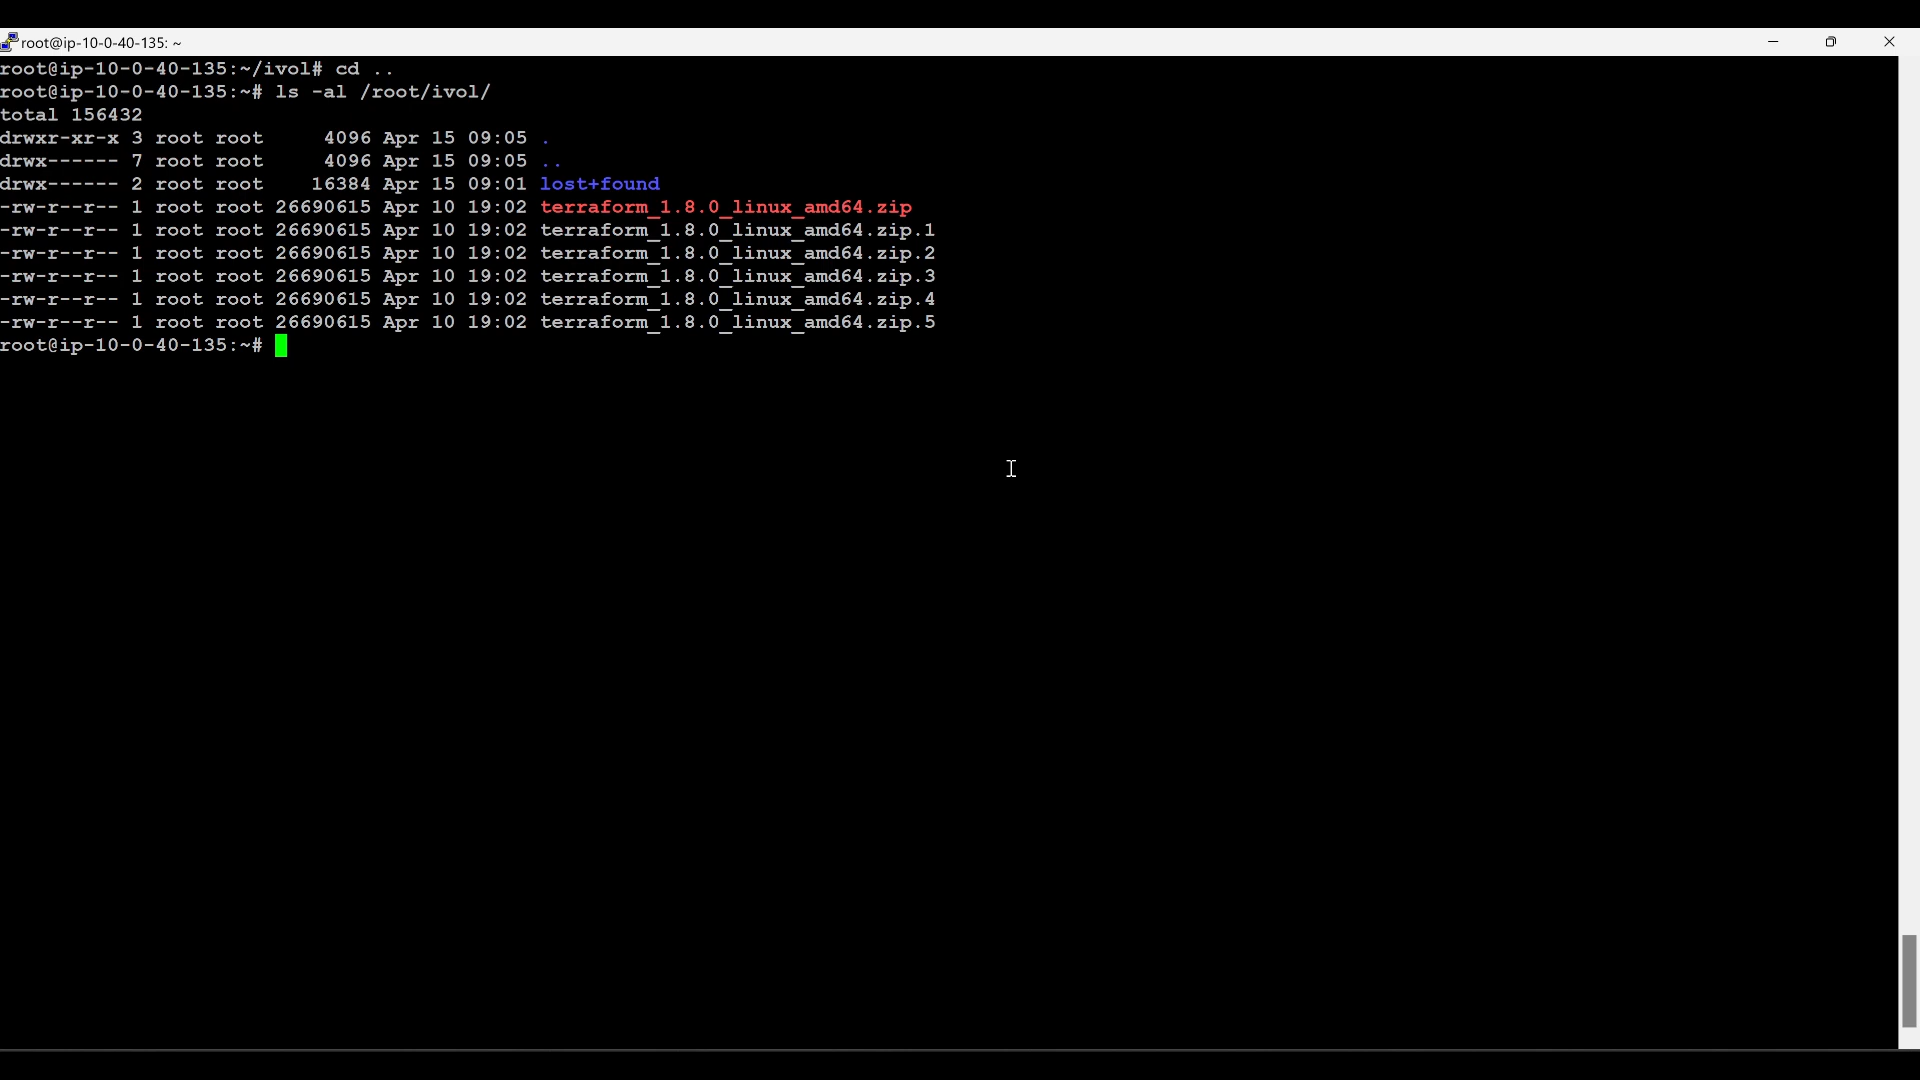 root@ip-10-0-40-135: ~
root@ip-10-0-40-135:~/ivol# cd ..
root@ip-10-0-40-135:~# ls -al /root/ivol/
total 156432
drwxr-xr-x 3 root root     4096 Apr 15 09:05 .
drwx------ 7 root root     4096 Apr 15 09:05 ..
drwx------ 2 root root    16384 Apr 15 09:01 lost+found
-rw-r--r-- 1 root root 26690615 Apr 10 19:02 terraform_1.8.0_linux_amd64.zip
-rw-r--r-- 1 root root 26690615 Apr 10 19:02 terraform_1.8.0_linux_amd64.zip.1
-rw-r--r-- 1 root root 26690615 Apr 10 19:02 terraform_1.8.0_linux_amd64.zip.2
-rw-r--r-- 1 root root 26690615 Apr 10 19:02 terraform_1.8.0_linux_amd64.zip.3
-rw-r--r-- 1 root root 26690615 Apr 10 19:02 terraform_1.8.0_linux_amd64.zip.4
-rw-r--r-- 1 root root 26690615 Apr 10 19:02 terraform_1.8.0_linux_amd64.zip.5
root@ip-10-0-40-135:~#